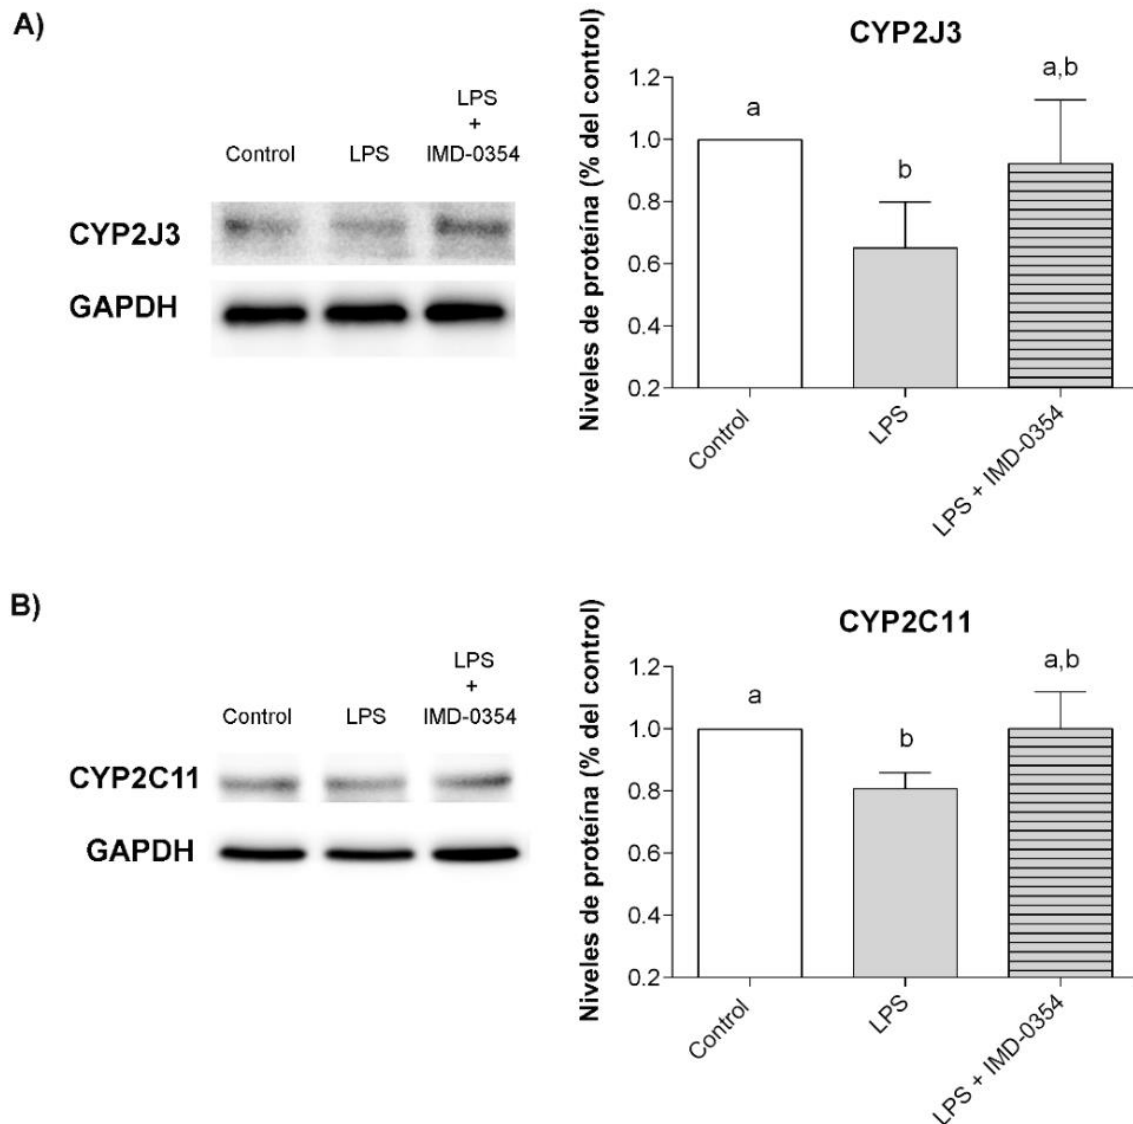 A)
LPS
+
Control LPS IMD-0354
CYP2J3
GAPDH
CYP2J3
Niveles de proteína (% del control)
1.2
1.0
0.8
0.6
0.4
0.2
a
b
a,b
Control
LPS
LPS + IMD-0354
B)
LPS
+
Control LPS IMD-0354
CYP2C11
GAPDH
CYP2C11
Niveles de proteína (% del control)
1.2
1.0
0.8
0.6
0.4
0.2
a
b
a,b
Control
LPS
LPS + IMD-0354